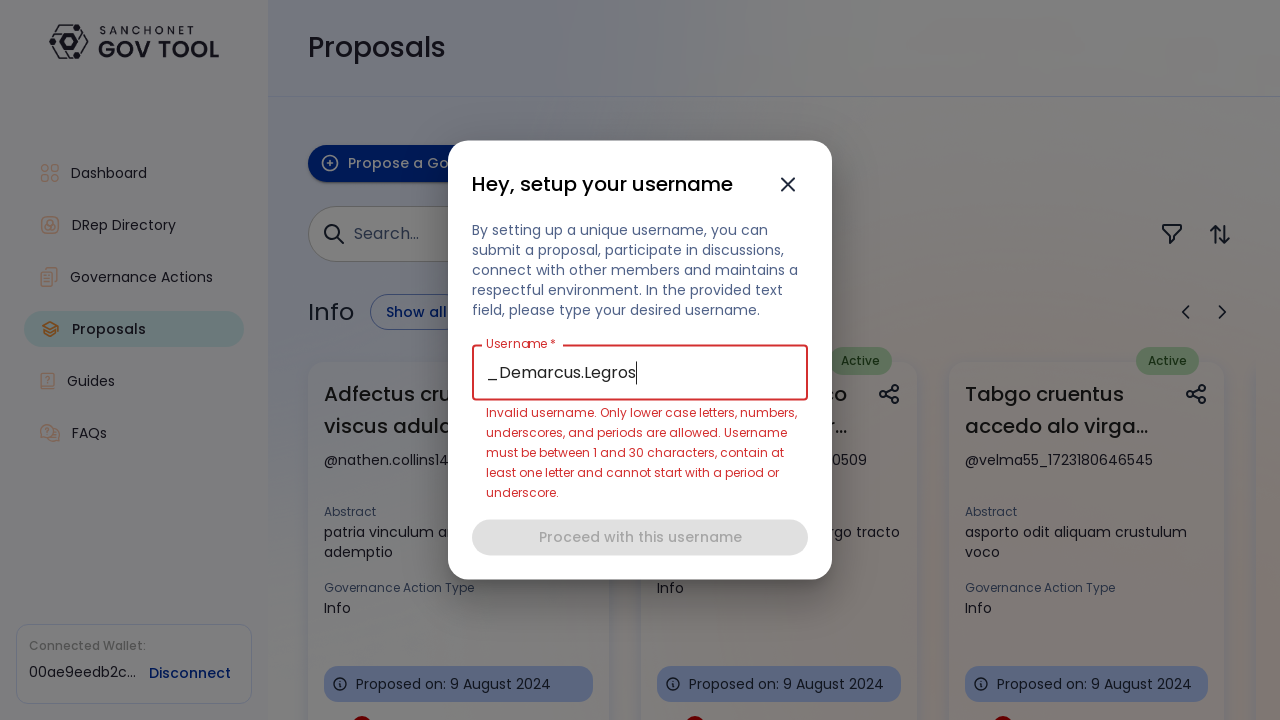 SANCHONET
GOV TOOL
Dashboard
DRep Directory
Governance Actions
Proposals
Guides
FAQs
Connected Wallet:
00ae9eedb2c...
Disconnect
Proposals
Propose a Go
Search...
Info
Show all
Hey, setup your username
By setting up a unique username, you can
submit a proposal, participate in discussions,
connect with other members and maintains a
respectful environment. In the provided text
field, please type your desired username.
Username *
_Demarcus.Legros
Invalid username. Only lower case letters, numbers,
underscores, and periods are allowed. Username
must be between 1 and 30 characters, contain at
least one letter and cannot start with a period or
underscore.
Proceed with this username
Adfectus cru
viscus adulc
@nathen.collins14
Abstract
patria vinculum a
ademptio
Governance Action Type
Info
Proposed on: 9 August 2024
Active
co
r...
0509
rgo tracto
Info
Proposed on: 9 August 2024
Active
Tabgo cruentus
accedo alo virga...
@velma55_1723180646545
Abstract
asporto odit aliquam crustulum
voco
Governance Action Type
Info
Proposed on: 9 August 2024